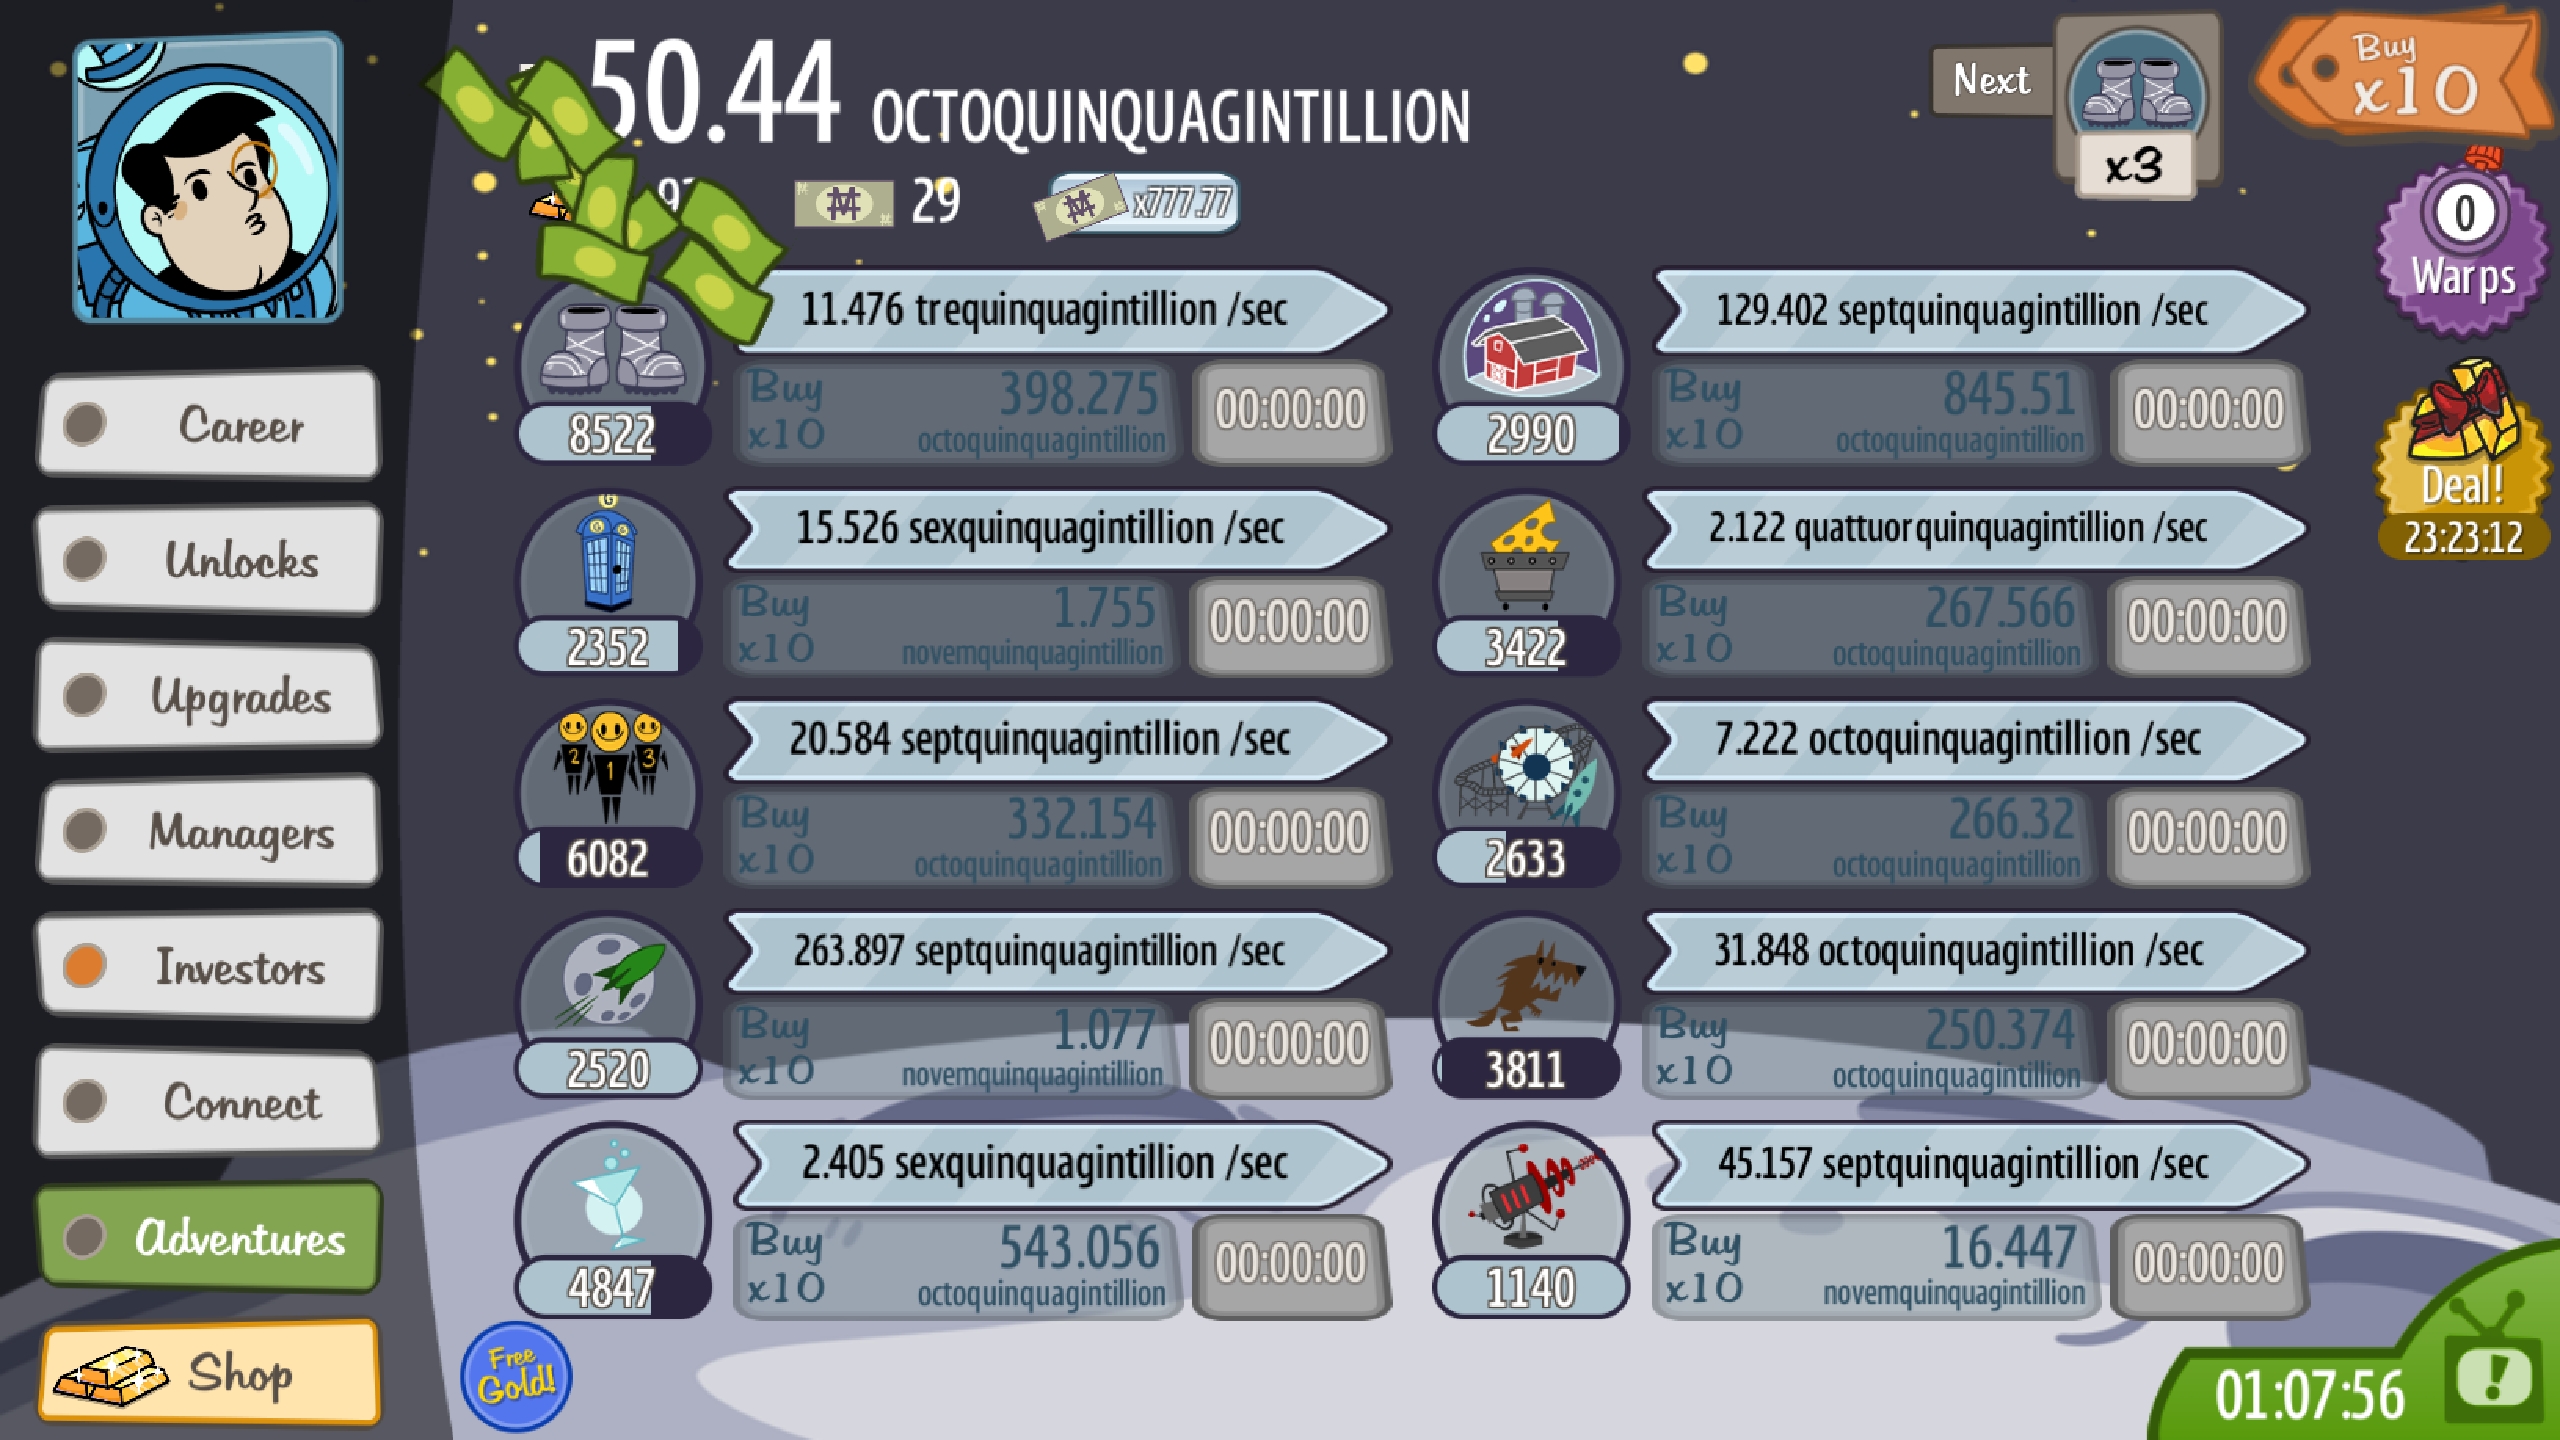 50.44 OCTOQUINQUAGINTILLION
29
x777.77
Next
x3
Buy
x10
0
Warps
Deal!
23:23:12
Career
Unlocks
Upgrades
Managers
Investors
Connect
Adventures
Shop
11.476 trequinquagintillion /sec
Buy
x10
398.275
octoquinquagintillion
00:00:00
8522
15.526 sexquinquagintillion /sec
Buy
x10
1.755
novemquinquagintillion
00:00:00
2352
20.584 septquinquagintillion /sec
2
1
3
Buy
x10
332.154
octoquinquagintillion
00:00:00
6082
263.897 septquinquagintillion /sec
Buy
x10
1.077
novemquinquagintillion
00:00:00
2520
2.405 sexquinquagintillion /sec
Buy
x10
543.056
octoquinquagintillion
00:00:00
4847
129.402 septquinquagintillion /sec
Buy
x10
845.51
octoquinquagintillion
00:00:00
2990
2.122 quattuorquinquagintillion /sec
Buy
x10
267.566
octoquinquagintillion
00:00:00
3422
7.222 octoquinquagintillion /sec
Buy
x10
266.32
octoquinquagintillion
00:00:00
2633
31.848 octoquinquagintillion /sec
Buy
x10
250.374
octoquinquagintillion
00:00:00
3811
45.157 septquinquagintillion /sec
Buy
x10
16.447
novemquinquagintillion
00:00:00
1140
Free
Gold!
01:07:56
!